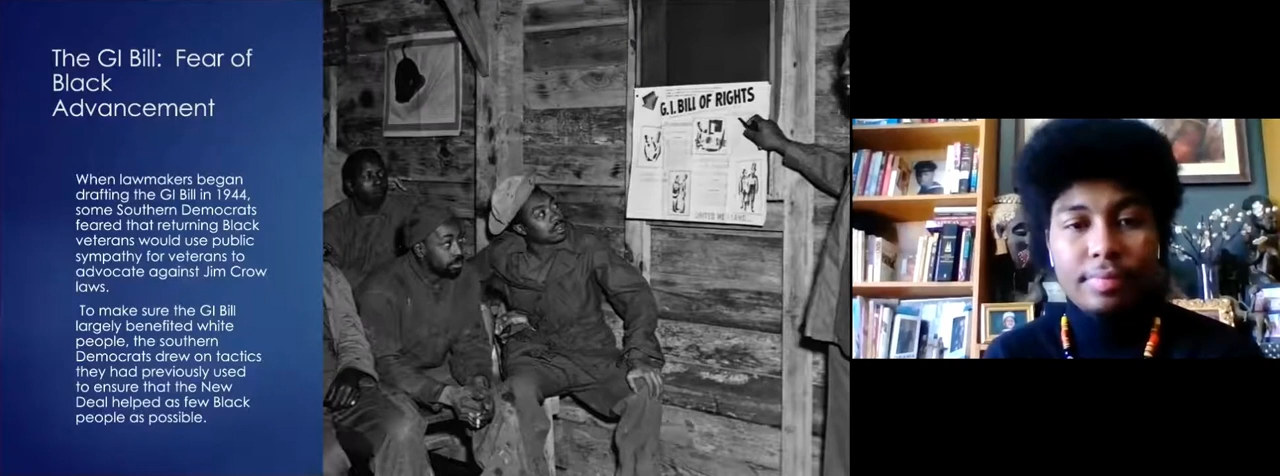 The GI Bill:  Fear of
Black
Advancement
When lawmakers began
drafting the GI Bill in 1944,
some Southern Democrats
feared that returning Black
veterans would use public
sympathy for veterans to
advocate against Jim Crow
laws.
To make sure the GI Bill
largely benefited white
people, the southern
Democrats drew on tactics
they had previously used
to ensure that the New
Deal helped as few Black
people as possible.
G.I. BILL OF RIGHTS